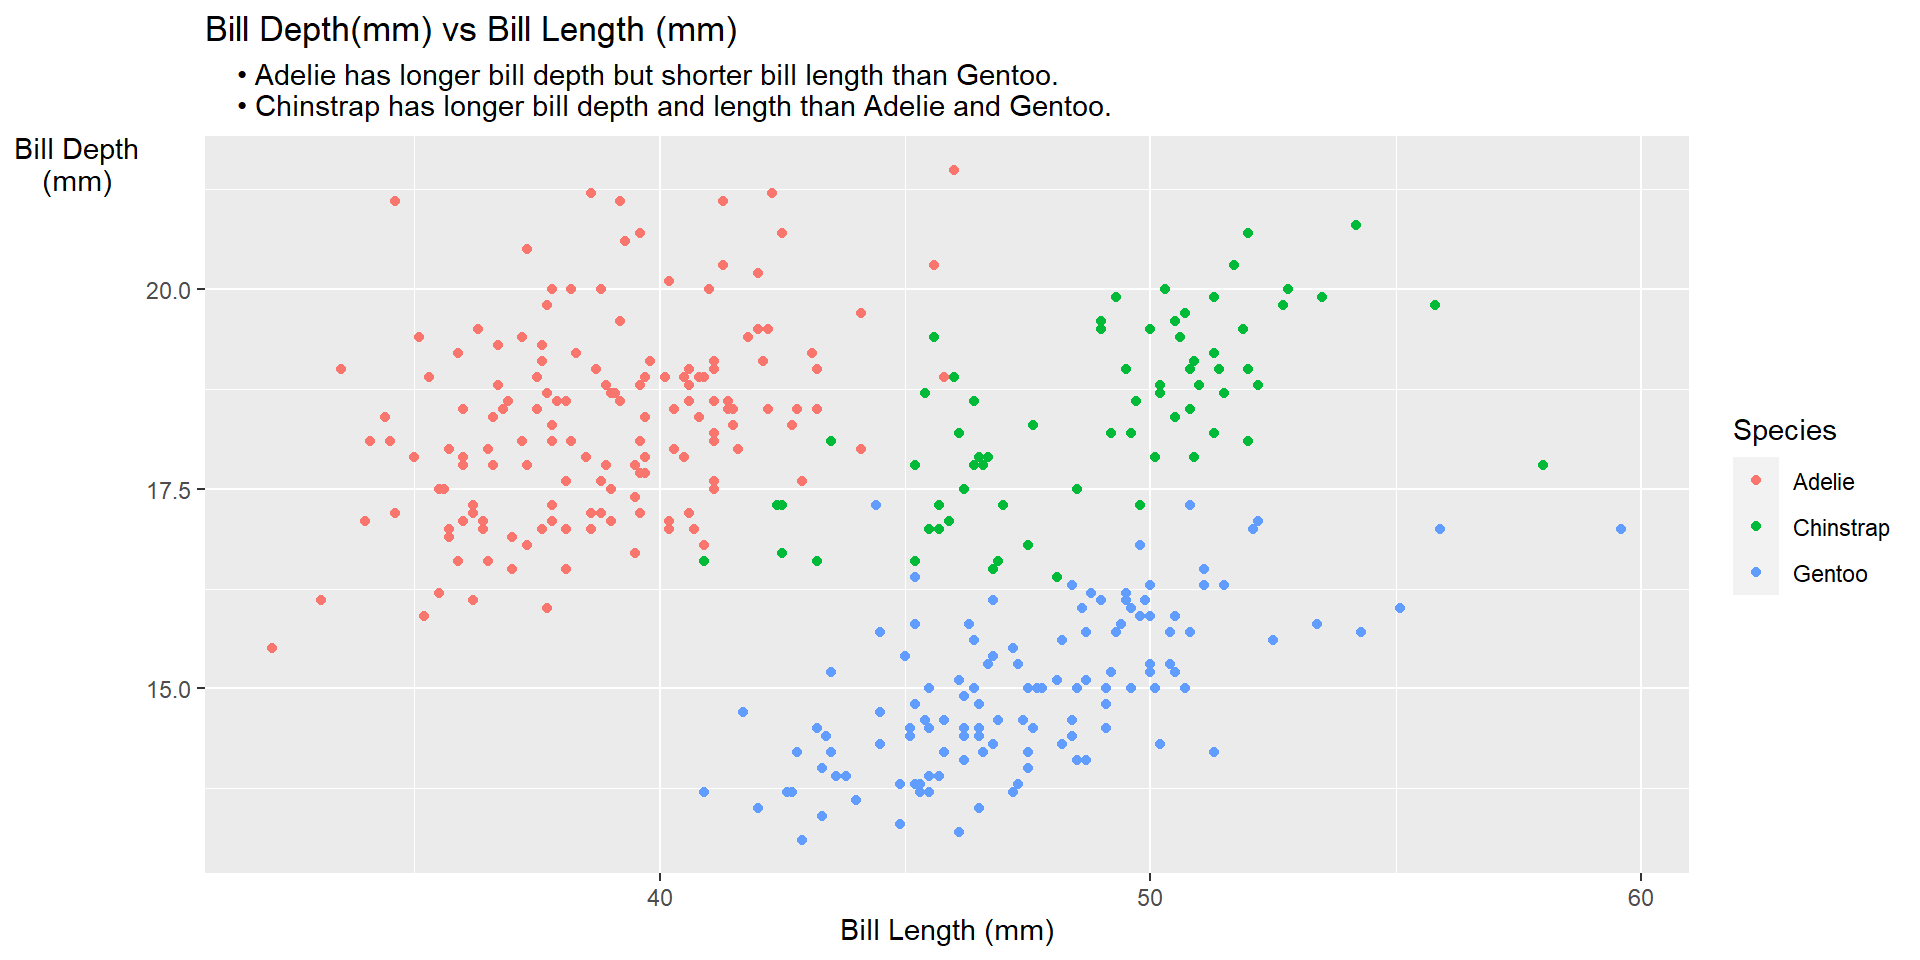 Bill Depth(mm) vs Bill Length (mm)
• Adelie has longer bill depth but shorter bill length than Gentoo.
• Chinstrap has longer bill depth and length than Adelie and Gentoo.
Bill Depth
(mm)
20.0
17.5
15.0
40
50
60
Bill Length (mm)
Species
Adelie
Chinstrap
Gentoo